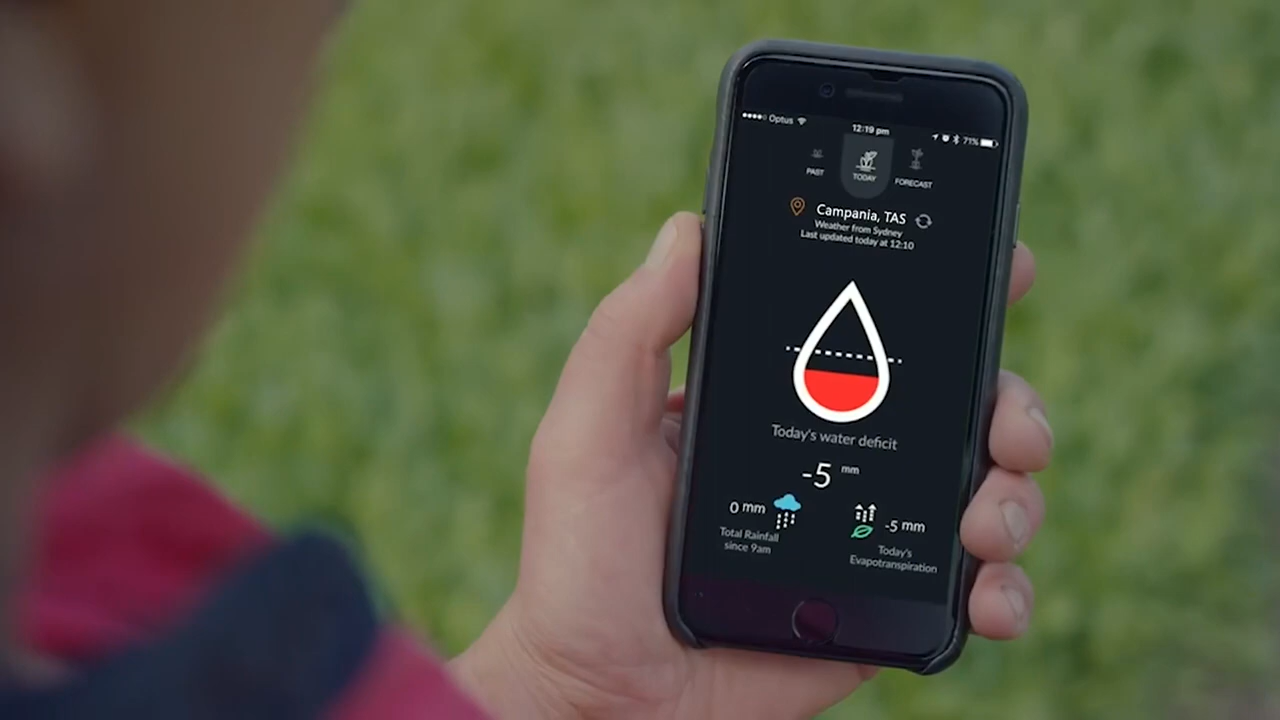 Optus 12:19 pm 71%
PAST TODAY FORECAST
Campania, TAS
Weather from Sydney
Last updated today at 12:10
Today's water deficit
-5 mm
0 mm -5 mm
Total Rainfall
since 9am
Today's
Evapotranspiration